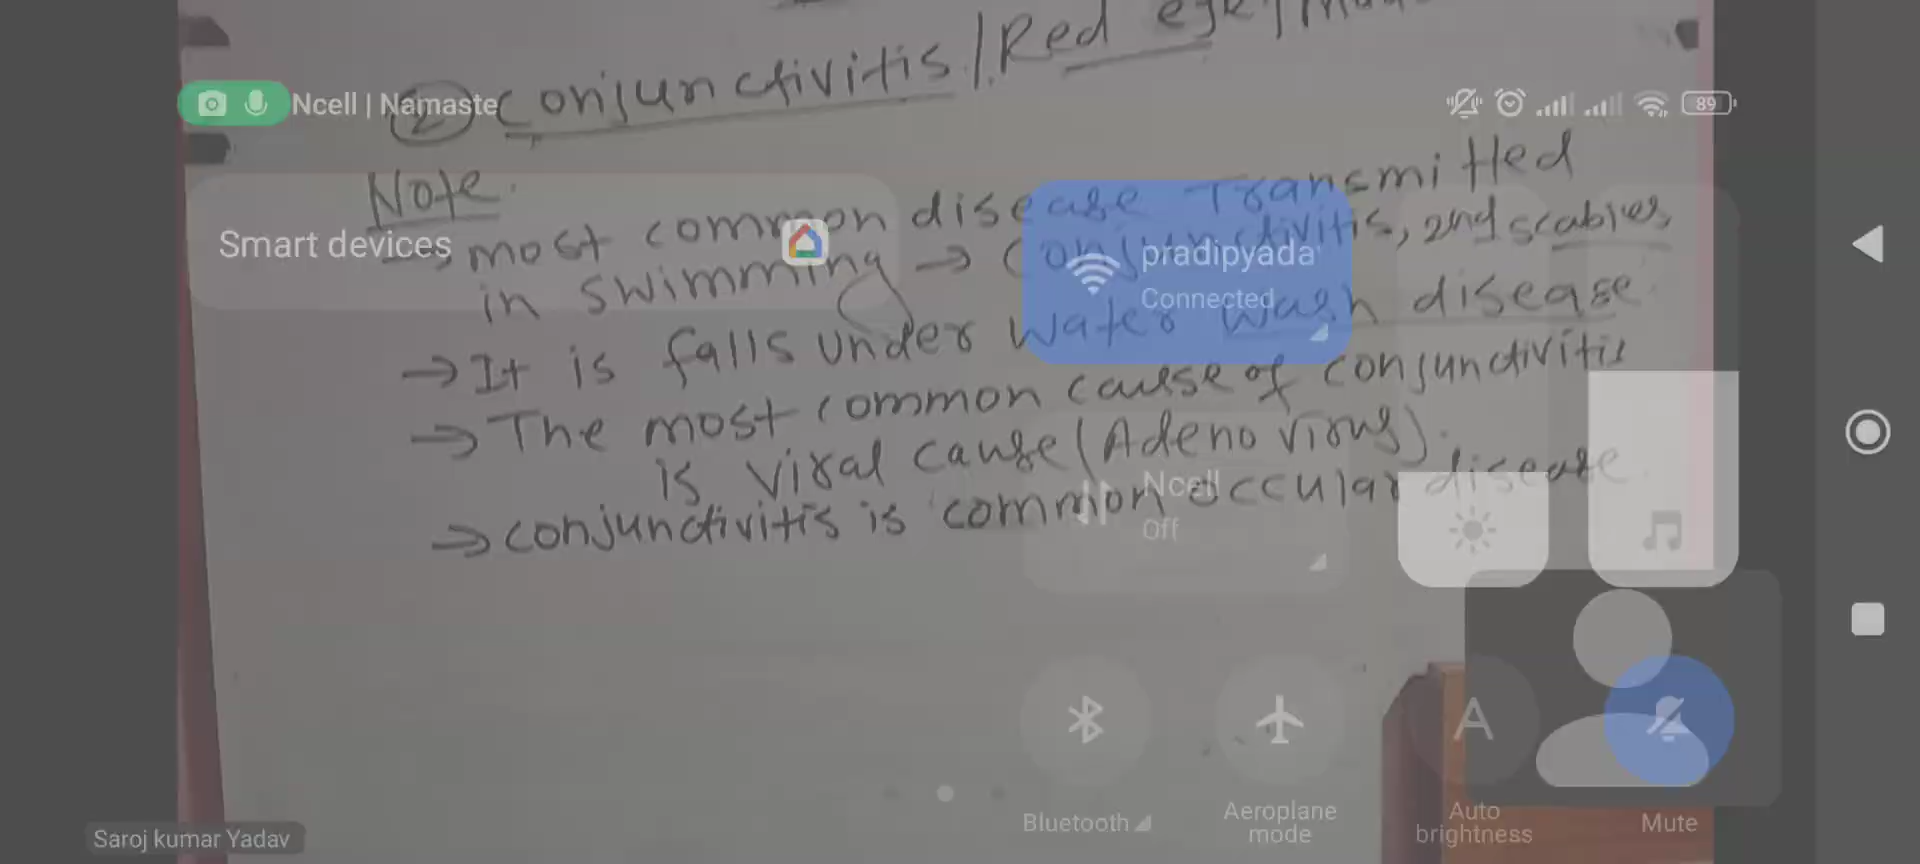 ② Conjunctivitis / Red eye /
Ncell | Namaste
89
Note.
Smart devices
→ most common disease Transmitted
in swimming → Conjunctivitis, 2nd scabies
pradipyada
Connected
→ It is falls under water wash disease.
→ The most common cause of conjunctivitis
is viral cause (Adeno virus).
→ conjunctivitis is common occular disease.
Ncell
Off
A
Bluetooth
Aeroplane
mode
Auto
brightness
Mute
Saroj kumar Yadav